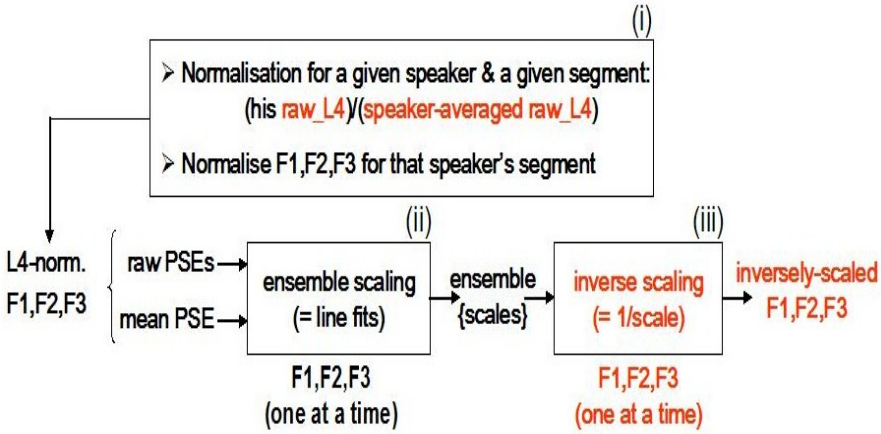 (i)
➢ Normalisation for a given speaker & a given segment:
(his raw_L4)/(speaker-averaged raw_L4)
➢ Normalise F1,F2,F3 for that speaker's segment
(ii)
(iii)
L4-norm.
F1,F2,F3
raw PSEs
mean PSE
ensemble scaling
(= line fits)
F1,F2,F3
(one at a time)
ensemble
{scales}
inverse scaling
(= 1/scale)
F1,F2,F3
(one at a time)
inversely-scaled
F1,F2,F3